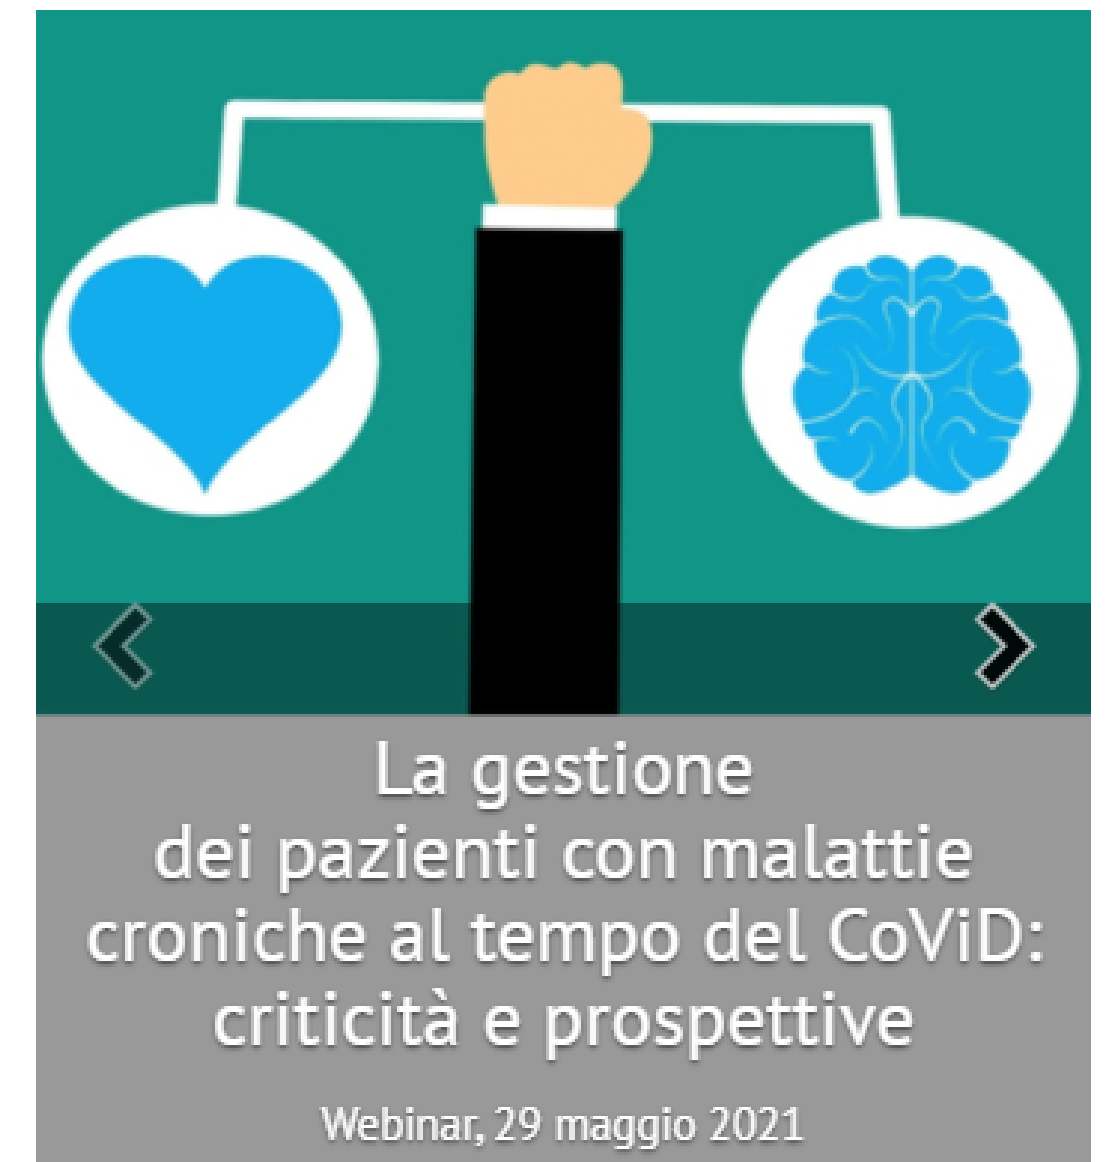 La gestione
dei pazienti con malattie
croniche al tempo del CoViD:
criticità e prospettive
Webinar, 29 maggio 2021